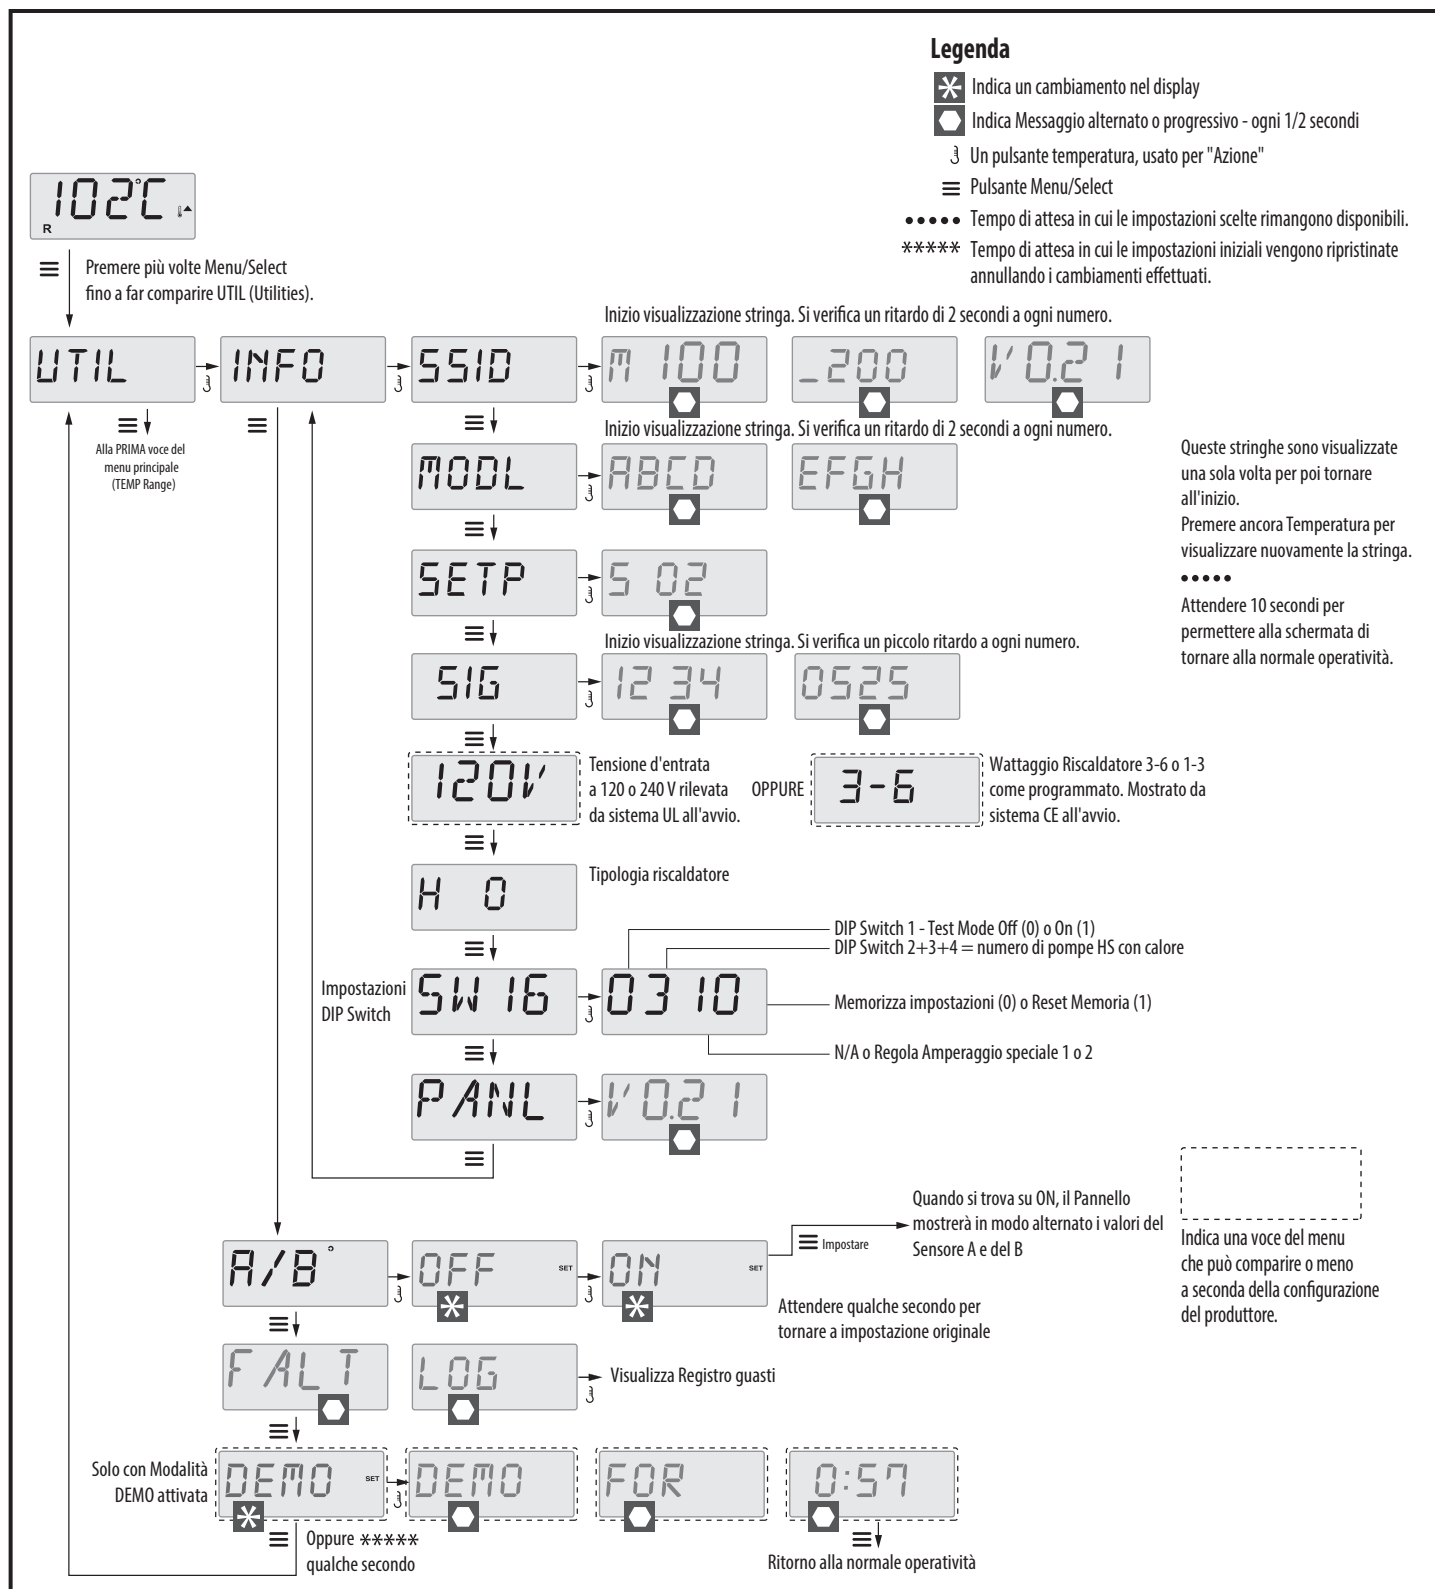 Legenda
Indica un cambiamento nel display
Indica Messaggio alternato o progressivo - ogni 1/2 secondi
Un pulsante temperatura, usato per "Azione"
Pulsante Menu/Select
••••• Tempo di attesa in cui le impostazioni scelte rimangono disponibili.
***** Tempo di attesa in cui le impostazioni iniziali vengono ripristinate
annullando i cambiamenti effettuati.
102°C
R
Premere più volte Menu/Select
fino a far comparire UTIL (Utilities).
Inizio visualizzazione stringa. Si verifica un ritardo di 2 secondi a ogni numero.
UTIL
INFO
SSID
M 100
_200
V 0.21
Alla PRIMA voce del
menu principale
(TEMP Range)
Inizio visualizzazione stringa. Si verifica un ritardo di 2 secondi a ogni numero.
MODL
ABCD
EFGH
Queste stringhe sono visualizzate
una sola volta per poi tornare
all'inizio.
Premere ancora Temperatura per
visualizzare nuovamente la stringa.
•••••
Attendere 10 secondi per
permettere alla schermata di
tornare alla normale operatività.
SETP
S 02
Inizio visualizzazione stringa. Si verifica un piccolo ritardo a ogni numero.
SIG
1234
0525
120V
Tensione d'entrata
a 120 o 240 V rilevata
da sistema UL all'avvio.
OPPURE
3-6
Wattaggio Riscaldatore 3-6 o 1-3
come programmato. Mostrato da
sistema CE all'avvio.
H 0
Tipologia riscaldatore
DIP Switch 1 - Test Mode Off (0) o On (1)
DIP Switch 2+3+4 = numero di pompe HS con calore
Impostazioni
DIP Switch
SW 16
0310
Memorizza impostazioni (0) o Reset Memoria (1)
N/A o Regola Amperaggio speciale 1 o 2
PANL
V 0.21
Indica una voce del menu
che può comparire o meno
a seconda della configurazione
del produttore.
A/B°
OFF
SET
ON
SET
Impostare
Quando si trova su ON, il Pannello
mostrerà in modo alternato i valori del
Sensore A e del B
Attendere qualche secondo per
tornare a impostazione originale
FALT
LOG
Visualizza Registro guasti
Solo con Modalità
DEMO attivata
DEMO
SET
DEMO
FOR
0:57
Oppure *****
qualche secondo
Ritorno alla normale operatività